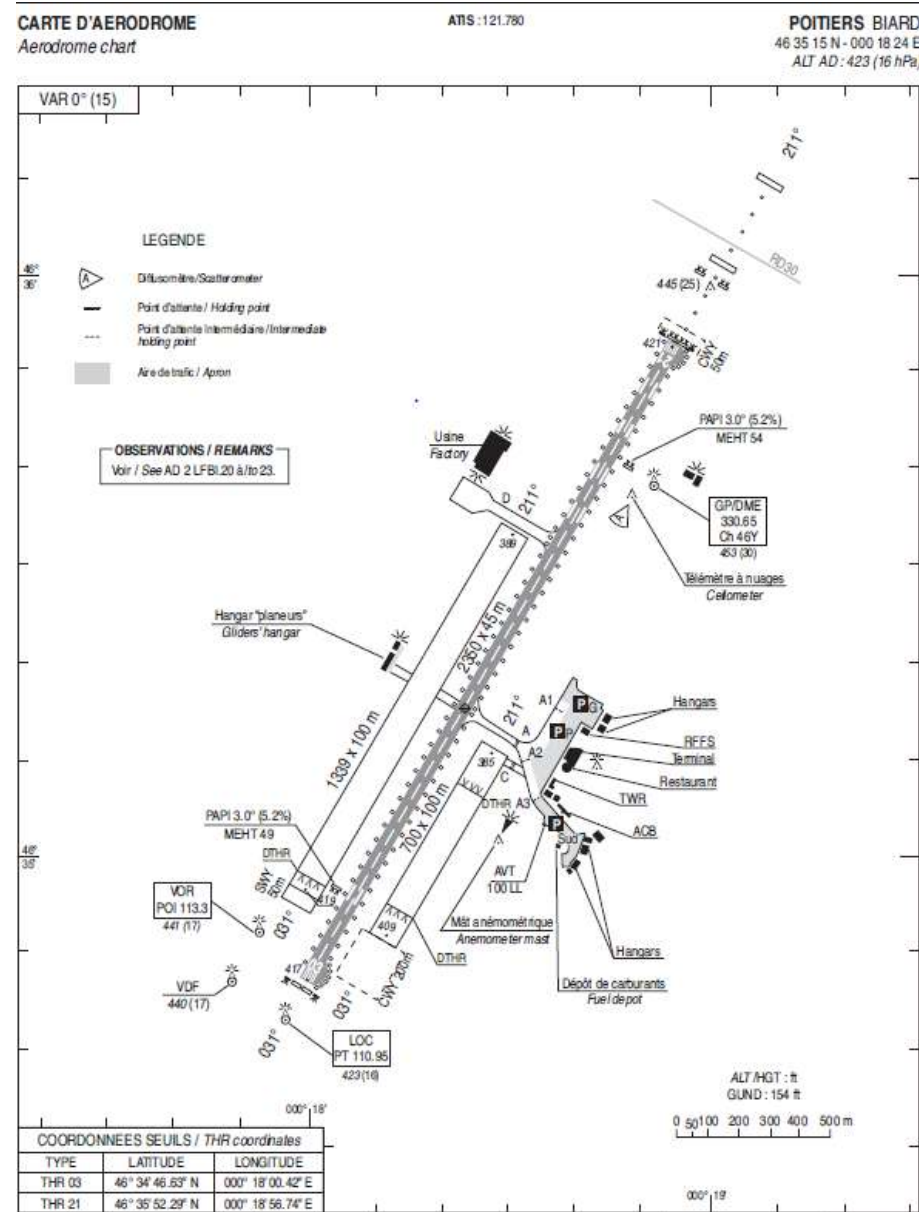 CARTE D'AERODROME
Aerodrome chart
ATIS : 121.780
POITIERS BIARD
46 35 15 N - 000 18 24 E
ALT AD : 423 (16 hPa)
VAR 0° (15)
211°
LEGENDE
RD30
46°
36'
A
Diffusomètre/Scatterometer
445 (25)
Point d'attente / Holding point
Point d'attente Intermédiaire / Intermediate
holding point
421
CWY
50m
Aire de trafic / Apron
PAPI 3.0° (5.2%)
MEHT 54
Usine
Factory
OBSERVATIONS / REMARKS
Voir / See AD 2 LFBI.20 à/to 23.
D
211°
A
GP/DME
330.65
Ch 46Y
453 (30)
389
Télémètre à nuages
Ceilometer
Hangar "planeurs"
Gliders' hangar
2350 x 45 m
1339 x 100 m
211°
A1
P
G
Hangars
A
P
P
RFFS
385
A2
Terminal
C
Restaurant
DTHR
A3
TWR
700 x 100 m
PAPI 3.0° (5.2%)
MEHT 49
P
Sud
ACB
46°
35'
DTHR
AVT
100 LL
SWY
50m
419
VOR
POI 113.3
441 (17)
031°
409
Mât anémométrique
Anemometer mast
DTHR
Hangars
417
CWY 200m
VDF
440 (17)
031°
031°
Dépôt de carburants
Fuel depot
031°
LOC
PT 110.95
423 (16)
ALT /HGT : ft
GUND : 154 ft
000° 18'
0 50 100 200 300 400 500 m
COORDONNEES SEUILS / THR coordinates
TYPE LATITUDE LONGITUDE
THR 03 46° 34' 46.63" N 000° 18' 00.42" E
THR 21 46° 35' 52.29" N 000° 18' 56.74" E
000° 19'